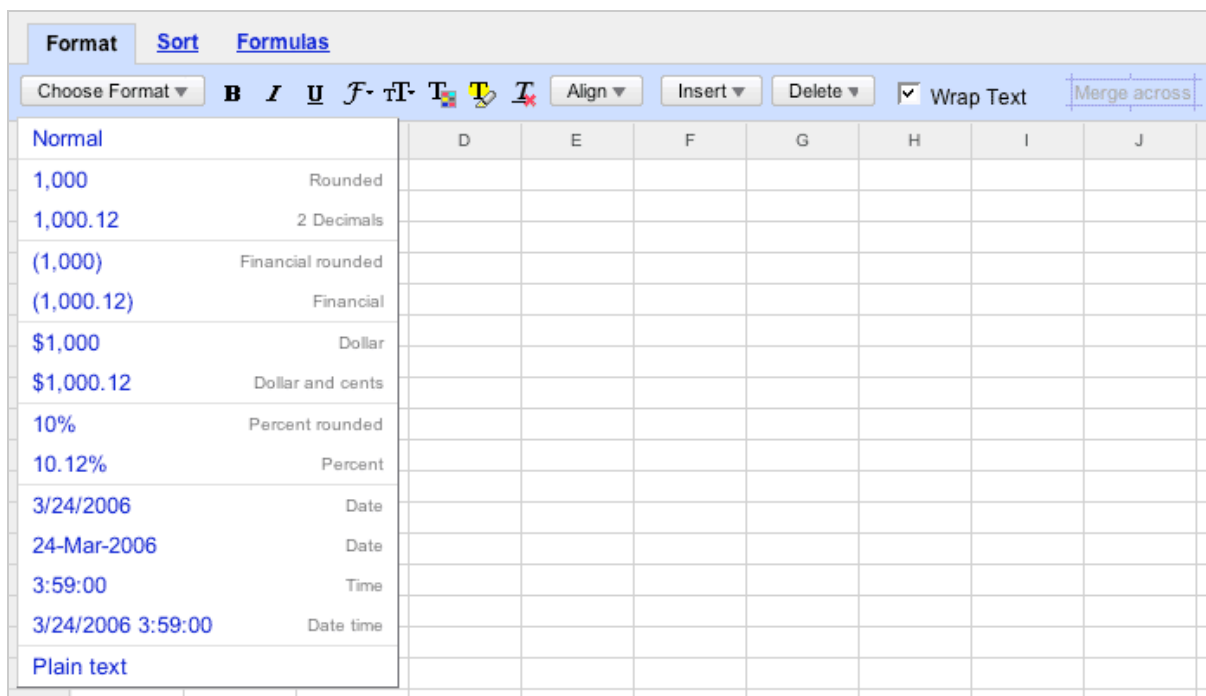 Format Sort Formulas
Choose Format B I U F TT T T T Align Insert Delete Wrap Text Merge across
Normal D E F G H I J
1,000 Rounded
1,000.12 2 Decimals
(1,000) Financial rounded
(1,000.12) Financial
$1,000 Dollar
$1,000.12 Dollar and cents
10% Percent rounded
10.12% Percent
3/24/2006 Date
24-Mar-2006 Date
3:59:00 Time
3/24/2006 3:59:00 Date time
Plain text